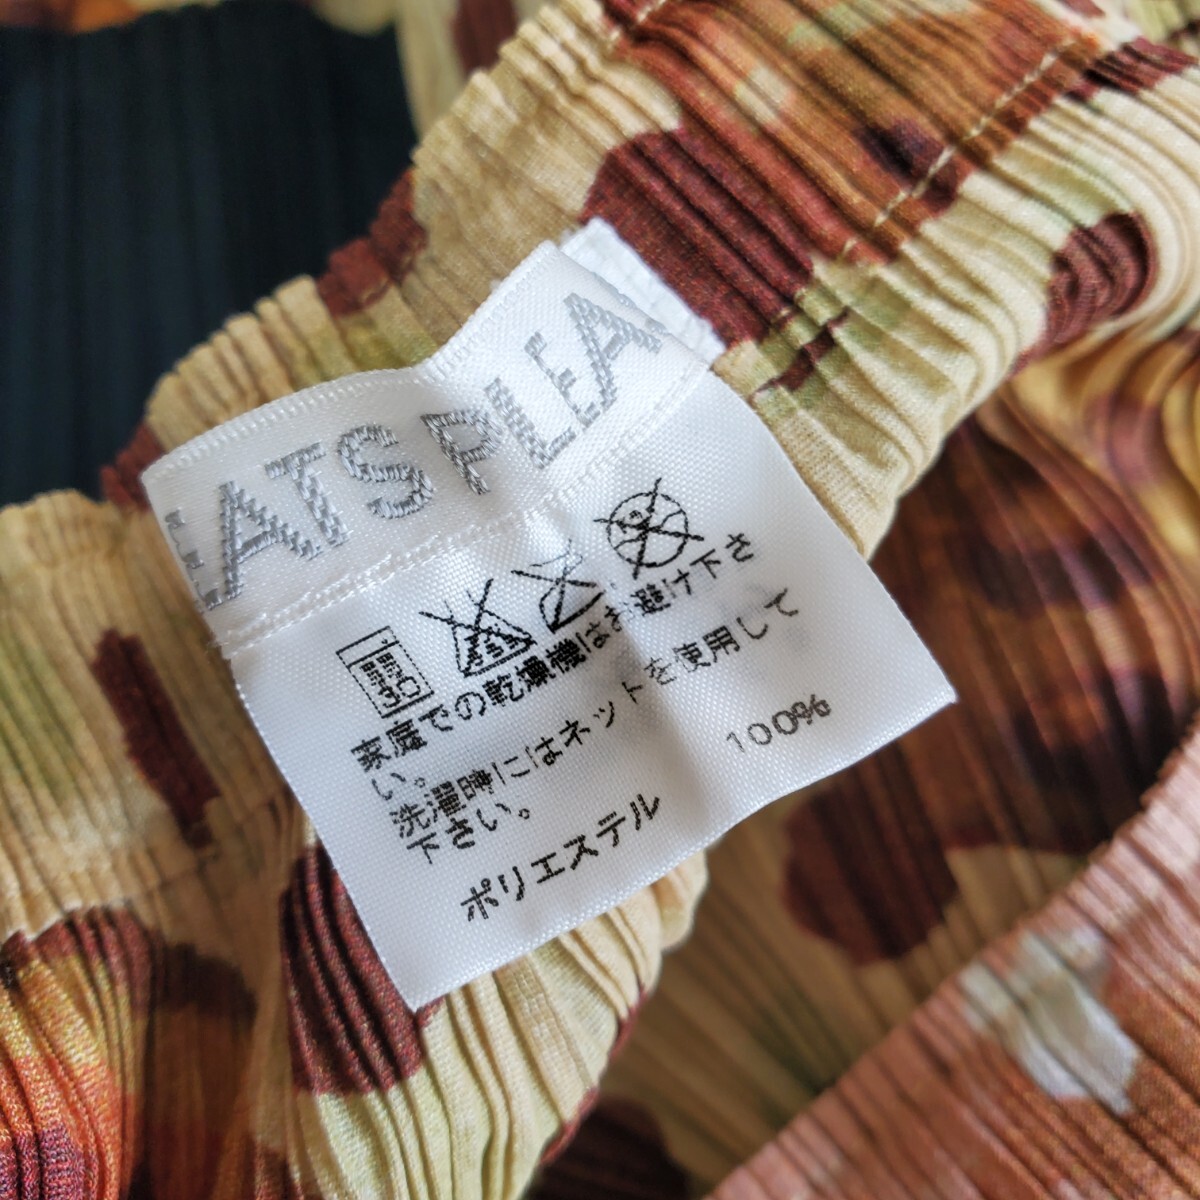 EATS PLEA
30
家庭での乾燥機はお避け下さ
い。
洗濯時にはネットを使用して
下さい。
ポリエステル 100%